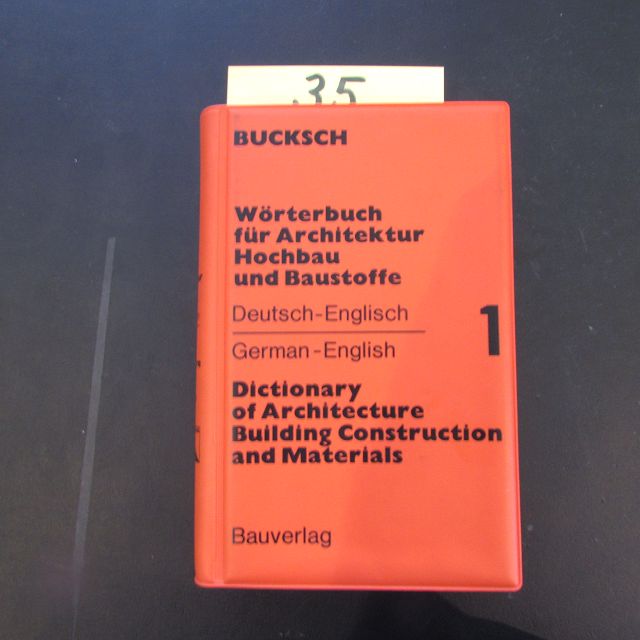 35
BUCKSCH
Wörterbuch
für Architektur
Hochbau
und Baustoffe
Deutsch-Englisch
1
German-English
Dictionary
of Architecture
Building Construction
and Materials
Bauverlag